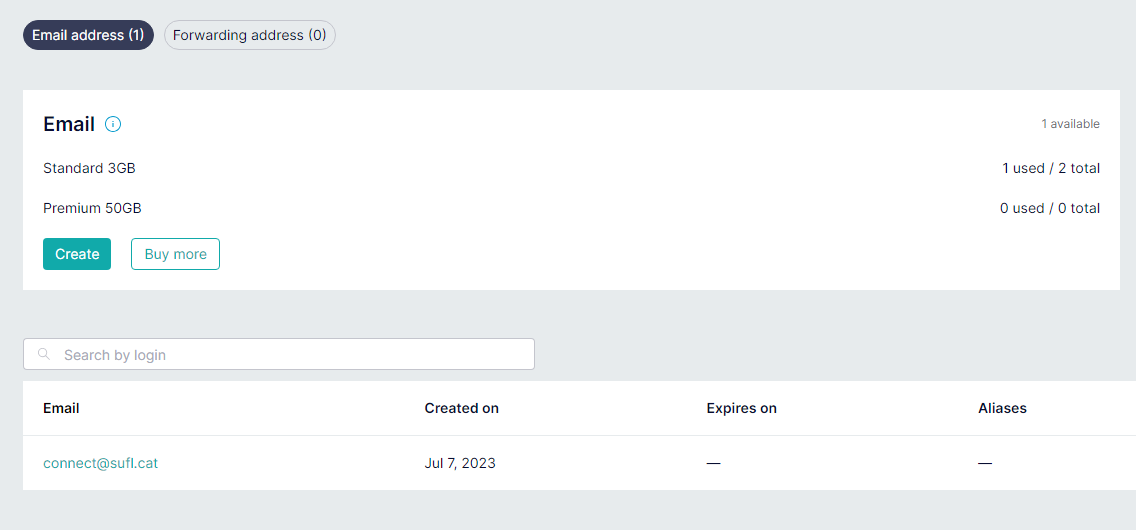 Email address (1) Forwarding address (0)
Email 1 available
Standard 3GB 1 used / 2 total
Premium 50GB 0 used / 0 total
Create Buy more
Search by login
Email Created on Expires on Aliases
connect@sufl.cat Jul 7, 2023 — —